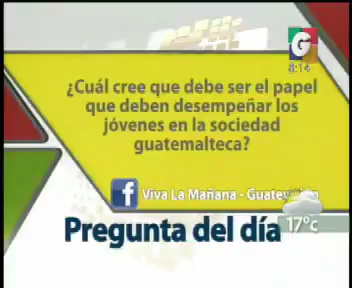 G
8:14
¿Cuál cree que debe ser el papel
que deben desempeñar los
jóvenes en la sociedad
guatemalteca?
f Viva La Mañana - Guatevisión
Pregunta del día
17°c